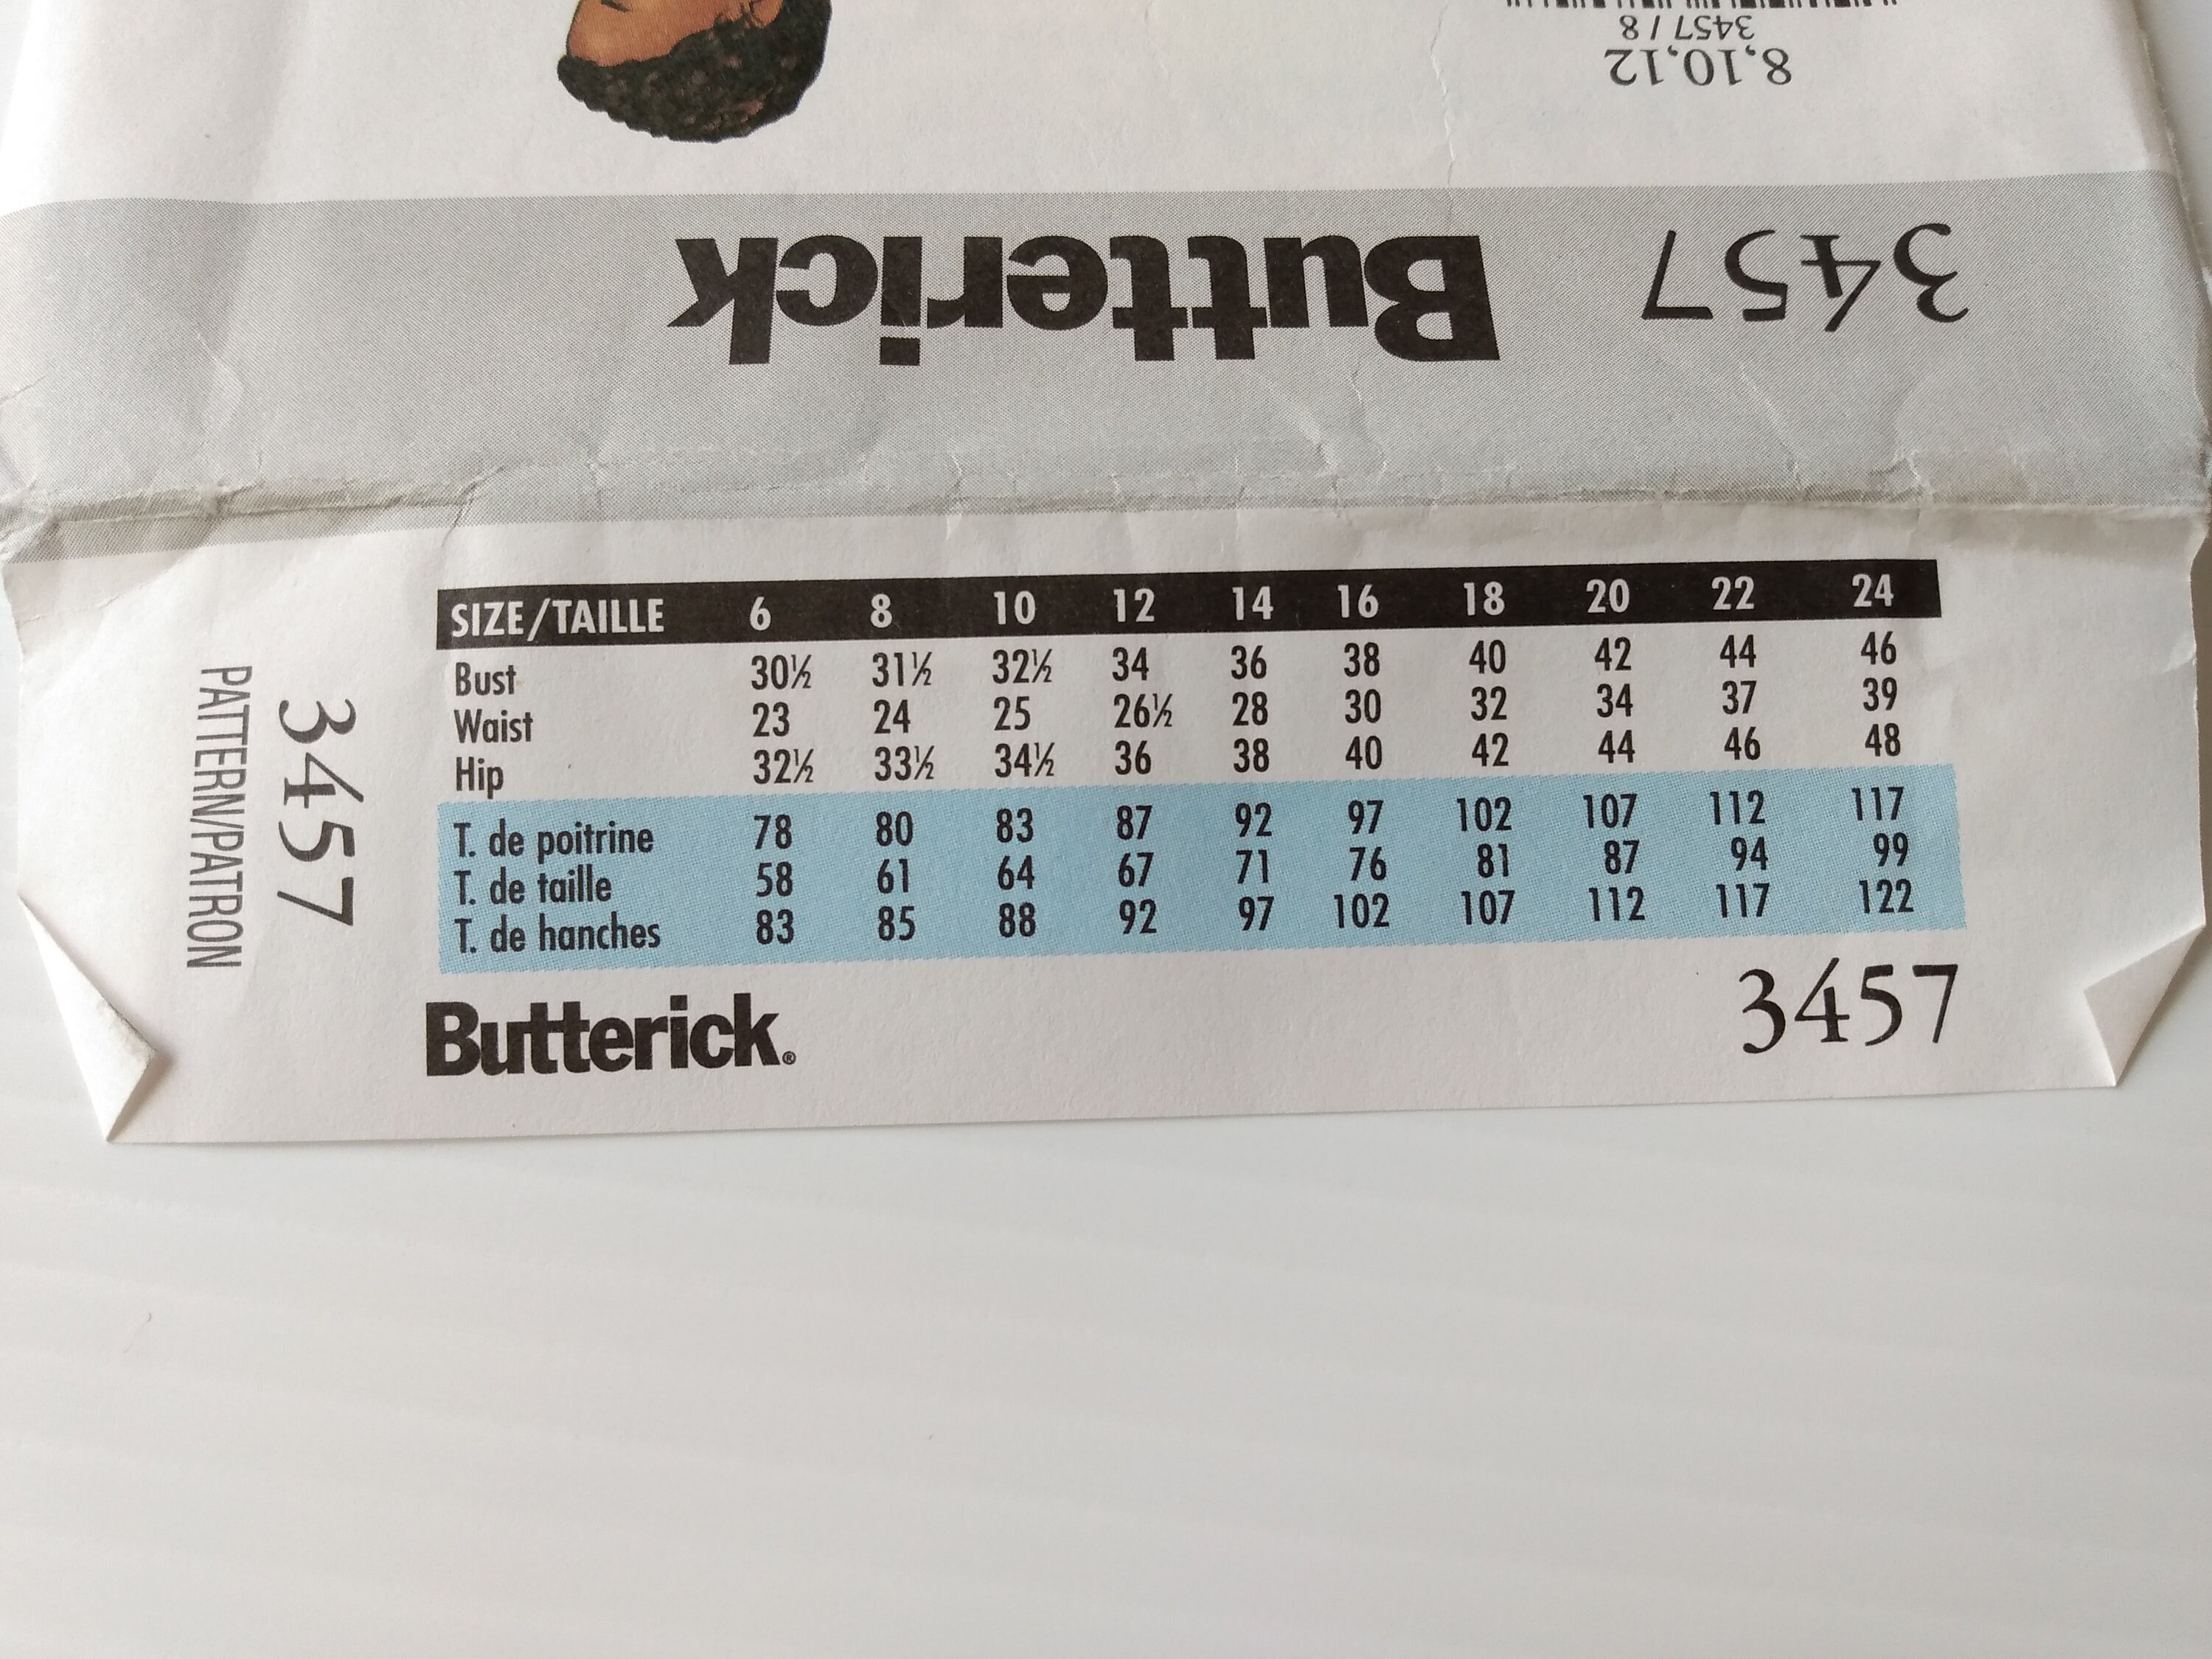 8,10,12
3457 / 8
Butterick 3457
SIZE/TAILLE 6 8 10 12 14 16 18 20 22 24
Bust 30½ 31½ 32½ 34 36 38 40 42 44 46
Waist 23 24 25 26½ 28 30 32 34 37 39
Hip 32½ 33½ 34½ 36 38 40 42 44 46 48
T. de poitrine 78 80 83 87 92 97 102 107 112 117
T. de taille 58 61 64 67 71 76 81 87 94 99
T. de hanches 83 85 88 92 97 102 107 112 117 122
Butterick® 3457
3457
PATTERN/PATRON